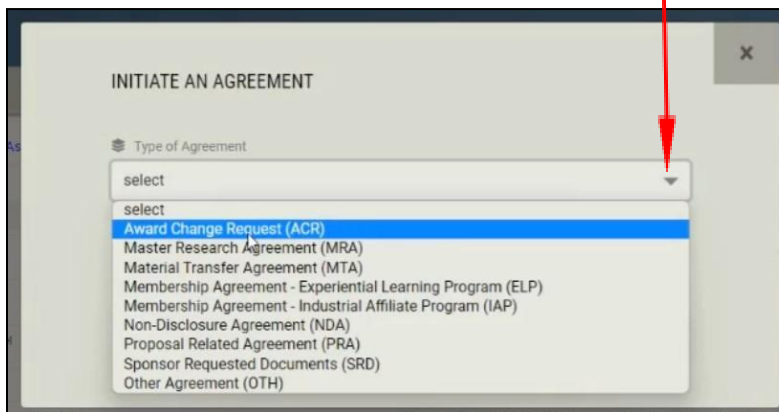 ×
INITIATE AN AGREEMENT
As
Type of Agreement
select
select
Award Change Request (ACR)
Master Research Agreement (MRA)
Material Transfer Agreement (MTA)
Membership Agreement - Experiential Learning Program (ELP)
Membership Agreement - Industrial Affiliate Program (IAP)
Non-Disclosure Agreement (NDA)
Proposal Related Agreement (PRA)
Sponsor Requested Documents (SRD)
Other Agreement (OTH)